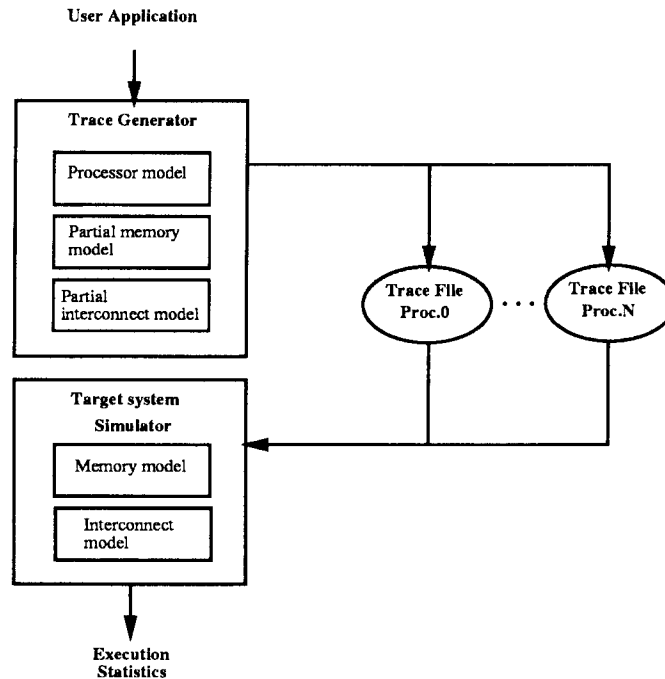 User Application
Trace Generator
Processor model
Partial memory
model
Partial
interconnect model
Trace File
Proc.0
. . .
Trace File
Proc.N
Target system
Simulator
Memory model
Interconnect
model
Execution
Statistics